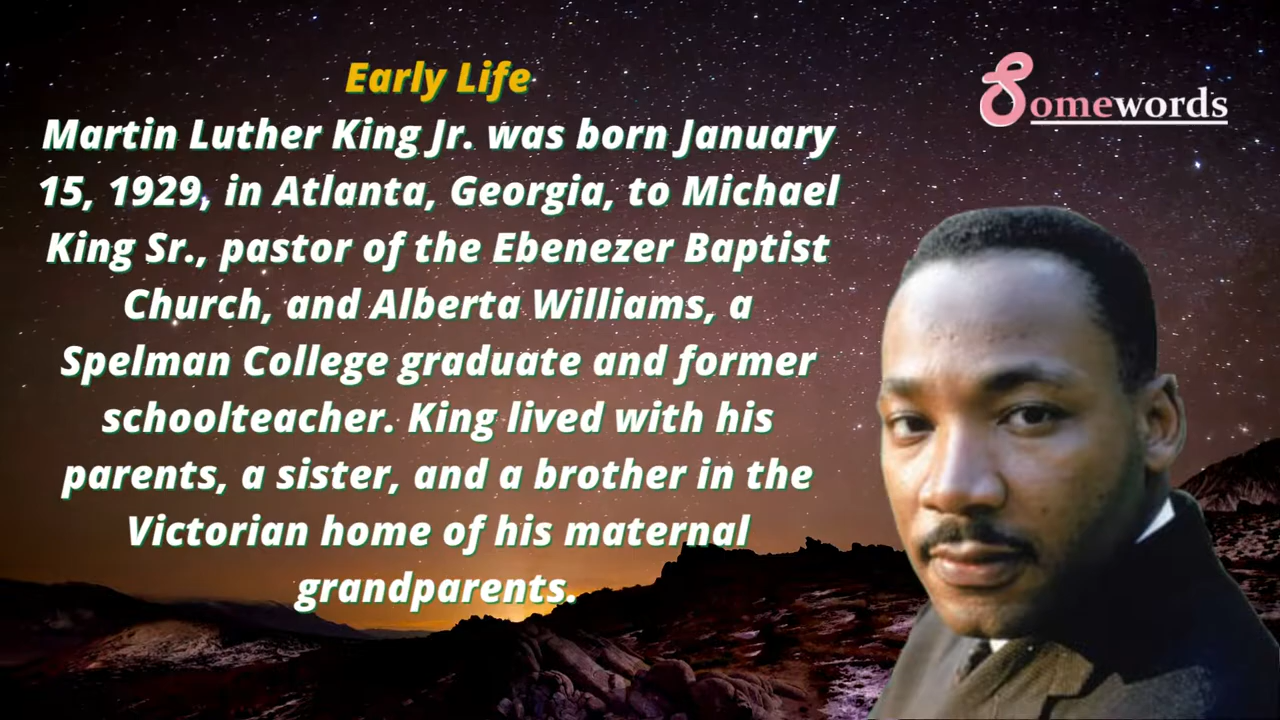 Somewords
Early Life
Martin Luther King Jr. was born January
15, 1929, in Atlanta, Georgia, to Michael
King Sr., pastor of the Ebenezer Baptist
Church, and Alberta Williams, a
Spelman College graduate and former
schoolteacher. King lived with his
parents, a sister, and a brother in the
Victorian home of his maternal
grandparents.